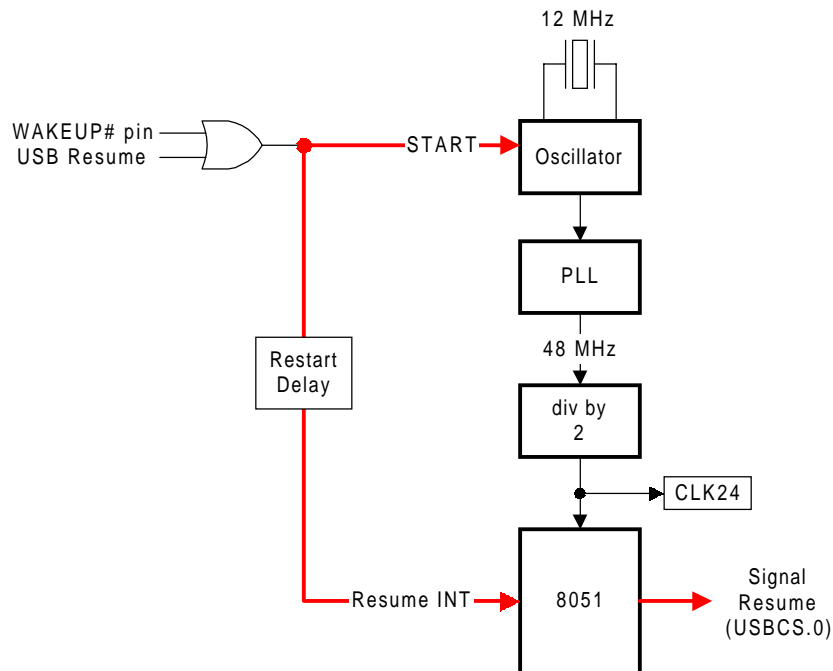 12 MHz
WAKEUP# pin
USB Resume
START
Oscillator
PLL
48 MHz
Restart
Delay
div by
2
CLK24
Resume INT
8051
Signal
Resume
(USBCS.0)